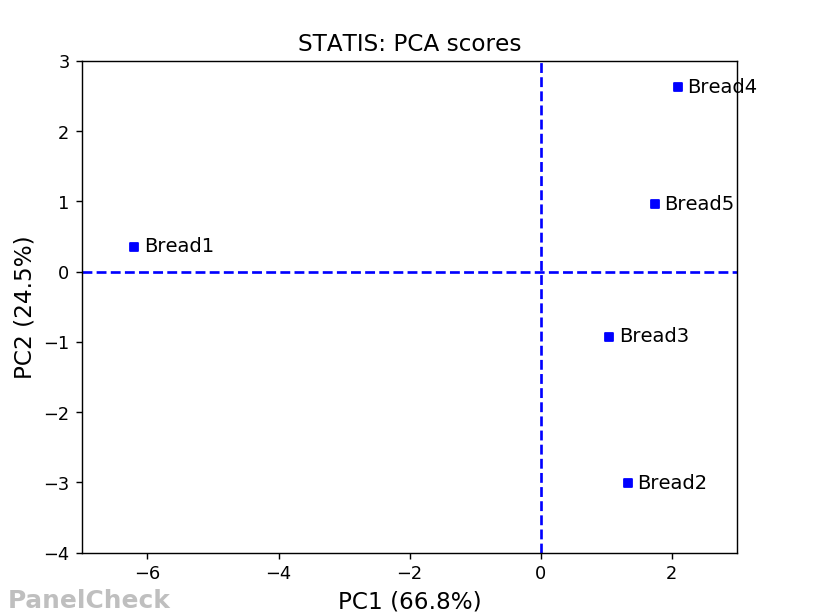 STATIS: PCA scores
3
2
1
0
−1
−2
−3
−4
PC2 (24.5%)
Bread4
Bread5
Bread1
Bread3
Bread2
−6
−4
−2
0
2
PC1 (66.8%)
PanelCheck